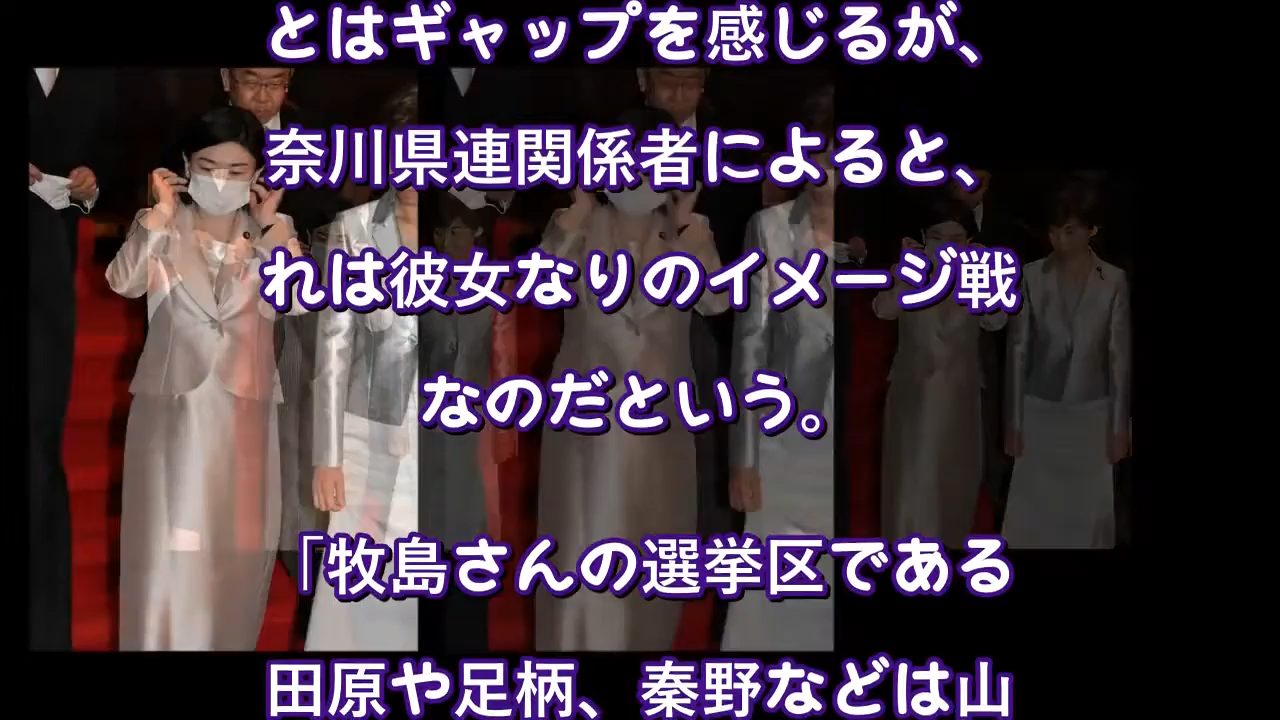 とはギャップを感じるが、
奈川県連関係者によると、
れは彼女なりのイメージ戦
なのだという。
「牧島さんの選挙区である
田原や足柄、秦野などは山